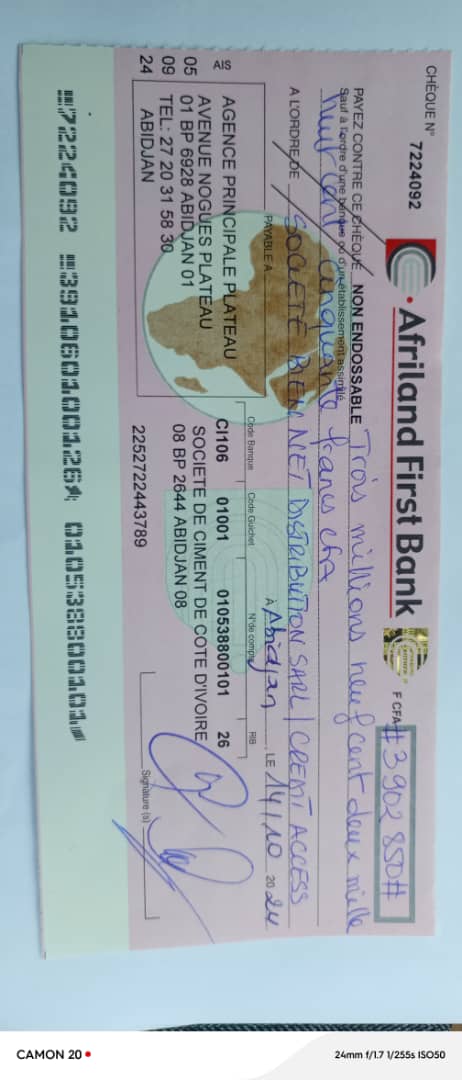 CHÈQUE N° 7224092
Afriland First Bank
F CFA #3 902 850#
PAYEZ CONTRE CE CHÈQUE NON ENDOSSABLE Trois millions neuf cent deux mille
Sauf à l'ordre d'une banque ou d'un établissement assimilé
huit cent cinquante francs cfA
A L'ORDRE DE SOCIETE BIEN NET DISTRIBUTION SARL / CREDIT ACCESS
PAYABLE A
À Abidjan LE 14/10 2024
Code Banque Code Guichet N°de compte RIB
AIS
AGENCE PRINCIPALE PLATEAU
CI106 01001 010538800101 26
05 AVENUE NOGUES PLATEAU
SOCIETE DE CIMENT DE COTE D'IVOIRE
01 BP 6928 ABIDJAN 01
08 BP 2644 ABIDJAN 08
09 TEL: 27 20 31 58 30
24 ABIDJAN
2252722443789
Signature (s)
7224092 391060100126 010538800101
CAMON 20
24mm f/1.7 1/255s ISO50